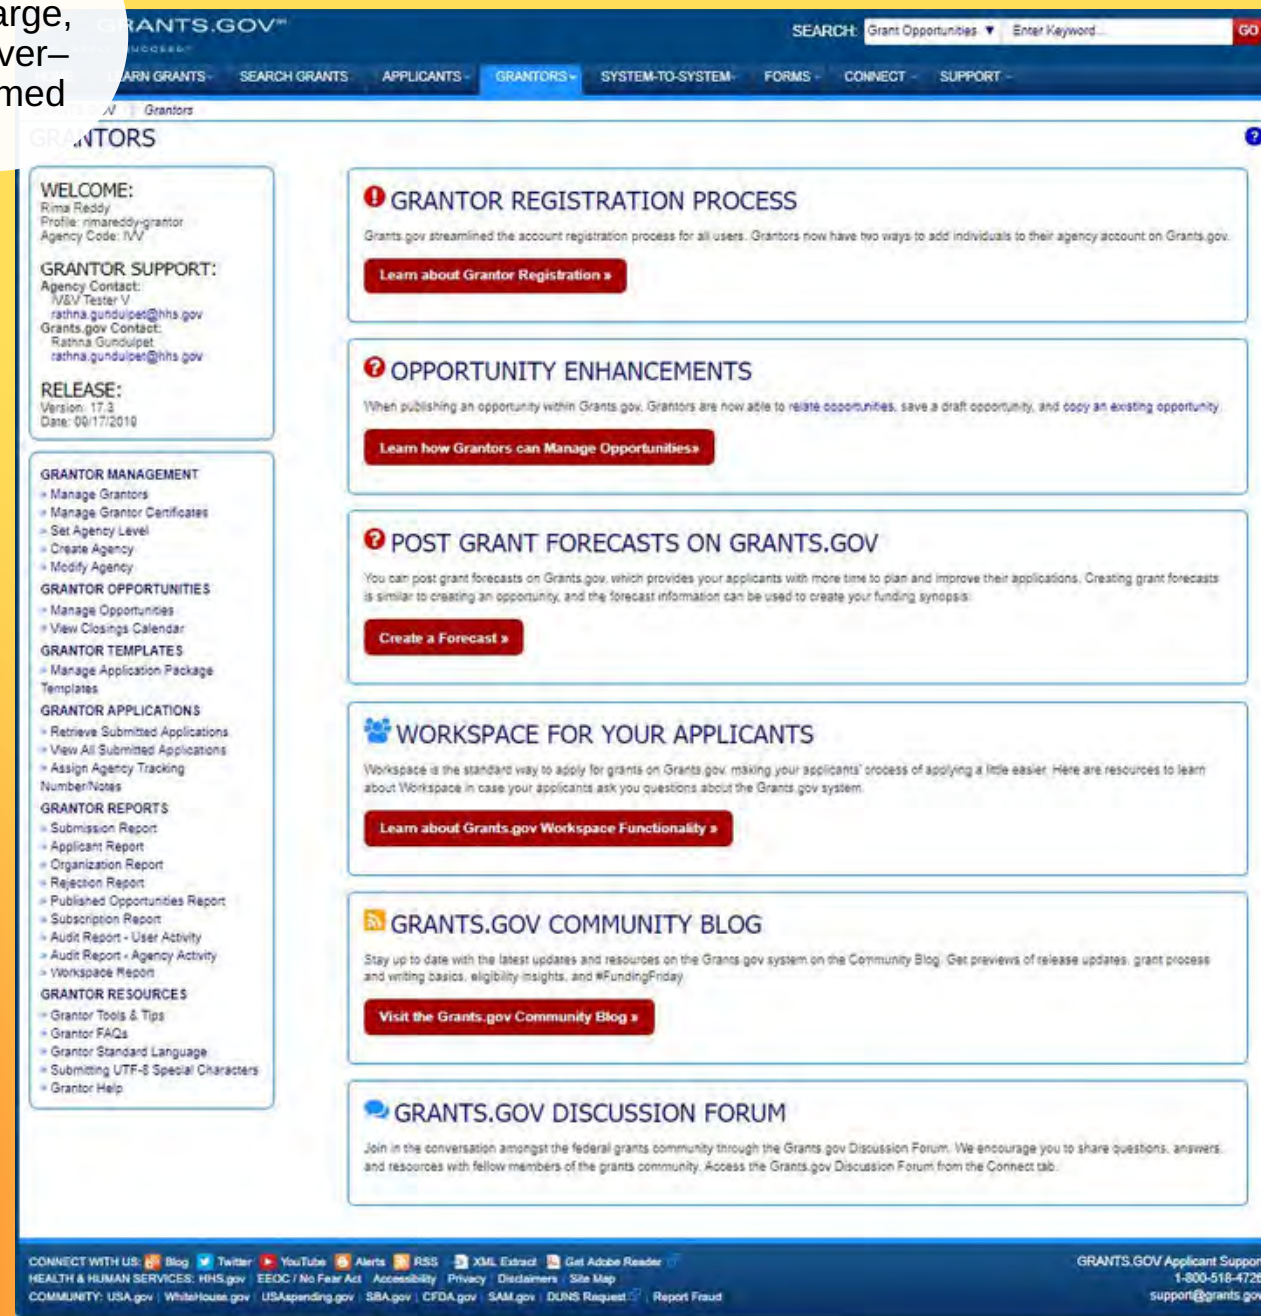 arge,
ver–
med
RANTS.GOV℠
SEARCH: Grant Opportunities ▼ Enter Keyword... GO
LEARN GRANTS SEARCH GRANTS APPLICANTS GRANTORS SYSTEM-TO-SYSTEM FORMS CONNECT SUPPORT
Grantors
GRANTORS
WELCOME:
Rima Reddy
Profile: rimareddy-grantor
Agency Code: IVV
GRANTOR SUPPORT:
Agency Contact:
IV&V Tester V
rathna.gundulpet@hhs.gov
Grants.gov Contact:
Rathna Gundulpet
rathna.gundulpet@hhs.gov
RELEASE:
Version: 17.3
Date: 09/17/2019
GRANTOR MANAGEMENT
» Manage Grantors
» Manage Grantor Certificates
» Set Agency Level
» Create Agency
» Modify Agency
GRANTOR OPPORTUNITIES
» Manage Opportunities
» View Closings Calendar
GRANTOR TEMPLATES
» Manage Application Package
Templates
GRANTOR APPLICATIONS
» Retrieve Submitted Applications
» View All Submitted Applications
» Assign Agency Tracking
Number/Notes
GRANTOR REPORTS
» Submission Report
» Applicant Report
» Organization Report
» Rejection Report
» Published Opportunities Report
» Subscription Report
» Audit Report - User Activity
» Audit Report - Agency Activity
» Workspace Report
GRANTOR RESOURCES
» Grantor Tools & Tips
» Grantor FAQs
» Grantor Standard Language
» Submitting UTF-8 Special Characters
» Grantor Help
GRANTOR REGISTRATION PROCESS
Grants.gov streamlined the account registration process for all users. Grantors now have two ways to add individuals to their agency account on Grants.gov.
Learn about Grantor Registration »
OPPORTUNITY ENHANCEMENTS
When publishing an opportunity within Grants.gov, Grantors are now able to relate opportunities, save a draft opportunity, and copy an existing opportunity.
Learn how Grantors can Manage Opportunities»
POST GRANT FORECASTS ON GRANTS.GOV
You can post grant forecasts on Grants.gov, which provides your applicants with more time to plan and improve their applications. Creating grant forecasts
is similar to creating an opportunity, and the forecast information can be used to create your funding synopsis.
Create a Forecast »
WORKSPACE FOR YOUR APPLICANTS
Workspace is the standard way to apply for grants on Grants.gov, making your applicants' process of applying a little easier. Here are resources to learn
about Workspace in case your applicants ask you questions about the Grants.gov system.
Learn about Grants.gov Workspace Functionality »
GRANTS.GOV COMMUNITY BLOG
Stay up to date with the latest updates and resources on the Grants.gov system on the Community Blog. Get previews of release updates, grant process
and writing basics, eligibility insights, and #FundingFriday.
Visit the Grants.gov Community Blog »
GRANTS.GOV DISCUSSION FORUM
Join in the conversation amongst the federal grants community through the Grants.gov Discussion Forum. We encourage you to share questions, answers,
and resources with fellow members of the grants community. Access the Grants.gov Discussion Forum from the Connect tab.
CONNECT WITH US: Blog Twitter YouTube Alerts RSS XML Extract Get Adobe Reader
HEALTH & HUMAN SERVICES: HHS.gov EEOC / No Fear Act Accessibility Privacy Disclaimers Site Map
COMMUNITY: USA.gov WhiteHouse.gov USAspending.gov SBA.gov CFDA.gov SAM.gov DUNS Request Report Fraud
GRANTS.GOV Applicant Suppor
1-800-518-4726
support@grants.gov